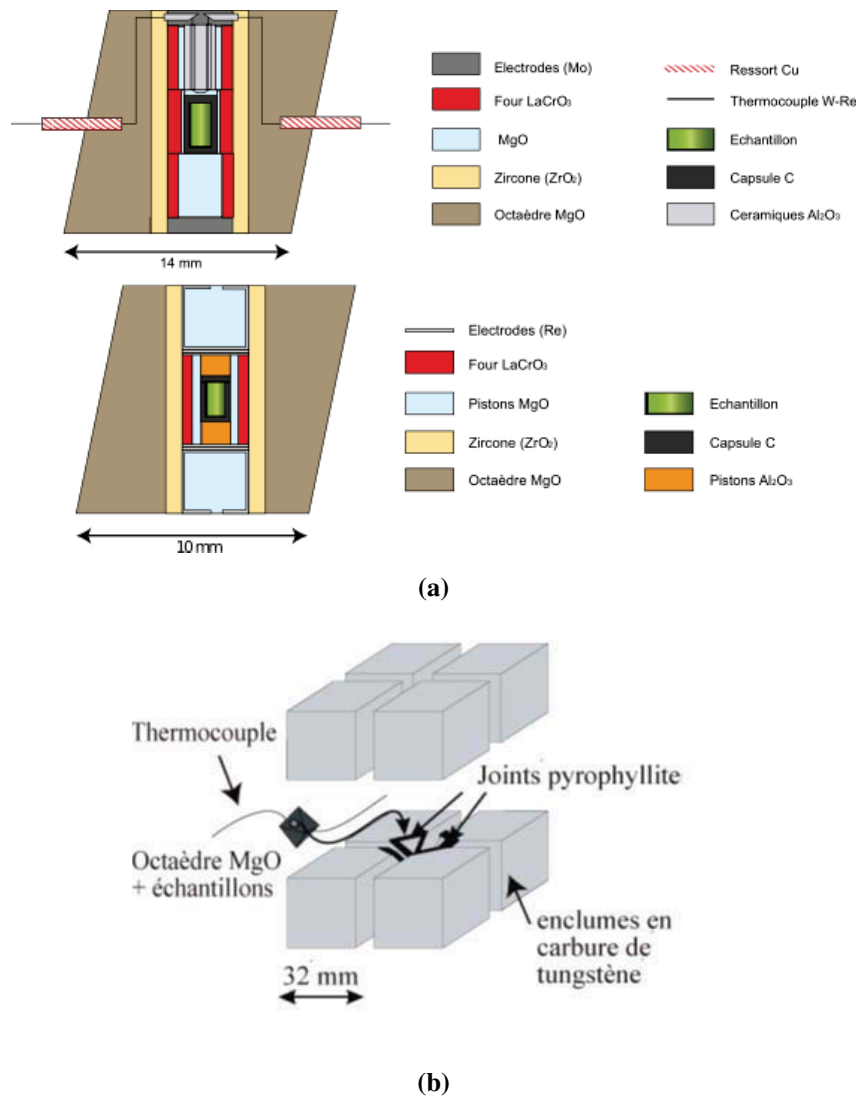 Electrodes (Mo)
Ressort Cu
Four LaCrO₃
Thermocouple W-Re
MgO
Echantillon
Zircone (ZrO₂)
Capsule C
Octaèdre MgO
Ceramiques Al₂O₃
14 mm
Electrodes (Re)
Four LaCrO₃
Pistons MgO
Echantillon
Zircone (ZrO₂)
Capsule C
Octaèdre MgO
Pistons Al₂O₃
10 mm
(a)
Thermocouple
Joints pyrophyllite
Octaèdre MgO
+ échantillons
enclumes en
carbure de
tungstène
32 mm
(b)